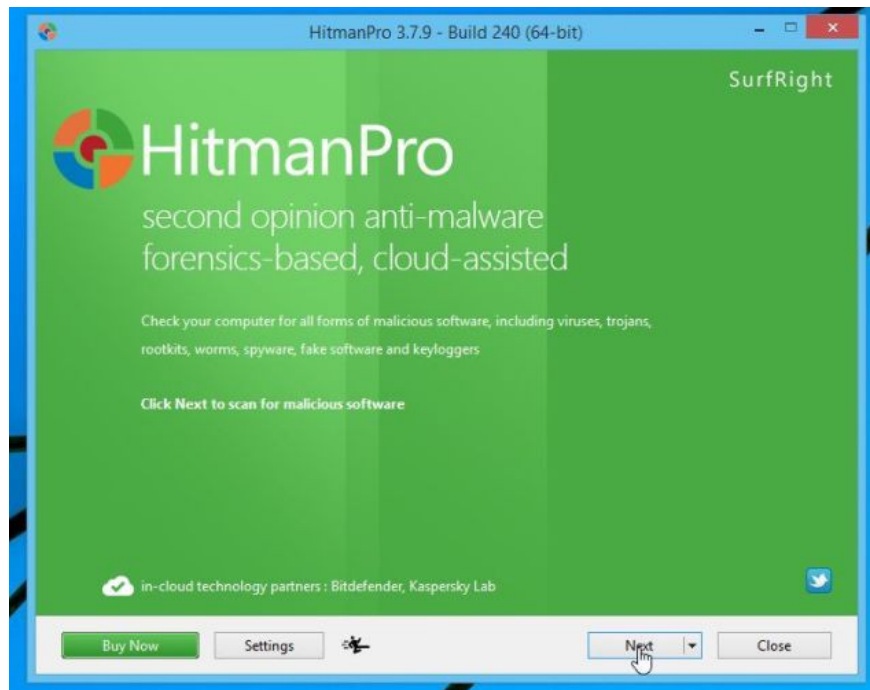 HitmanPro 3.7.9 - Build 240 (64-bit)
SurfRight
HitmanPro
second opinion anti-malware
forensics-based, cloud-assisted
Check your computer for all forms of malicious software, including viruses, trojans,
rootkits, worms, spyware, fake software and keyloggers
Click Next to scan for malicious software
in-cloud technology partners : Bitdefender, Kaspersky Lab
Buy Now
Settings
Next
Close